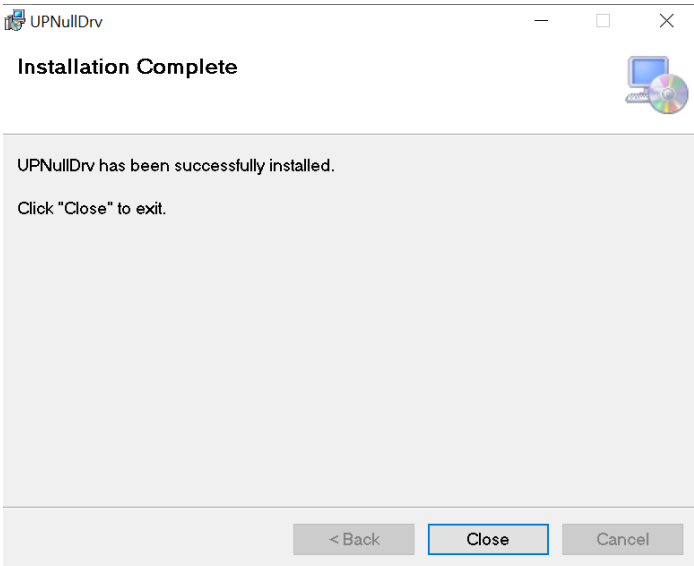 UPNullDrv
Installation Complete
UPNullDrv has been successfully installed.
Click "Close" to exit.
< Back
Close
Cancel